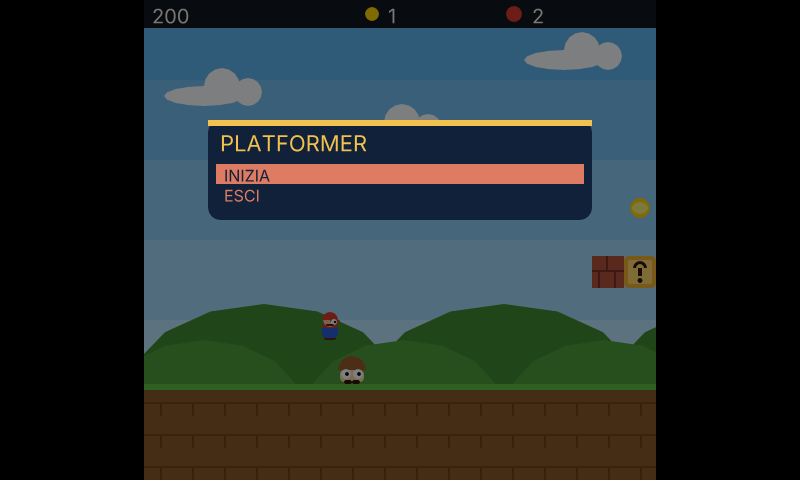 200 1 2
PLATFORMER
INIZIA
ESCI
?